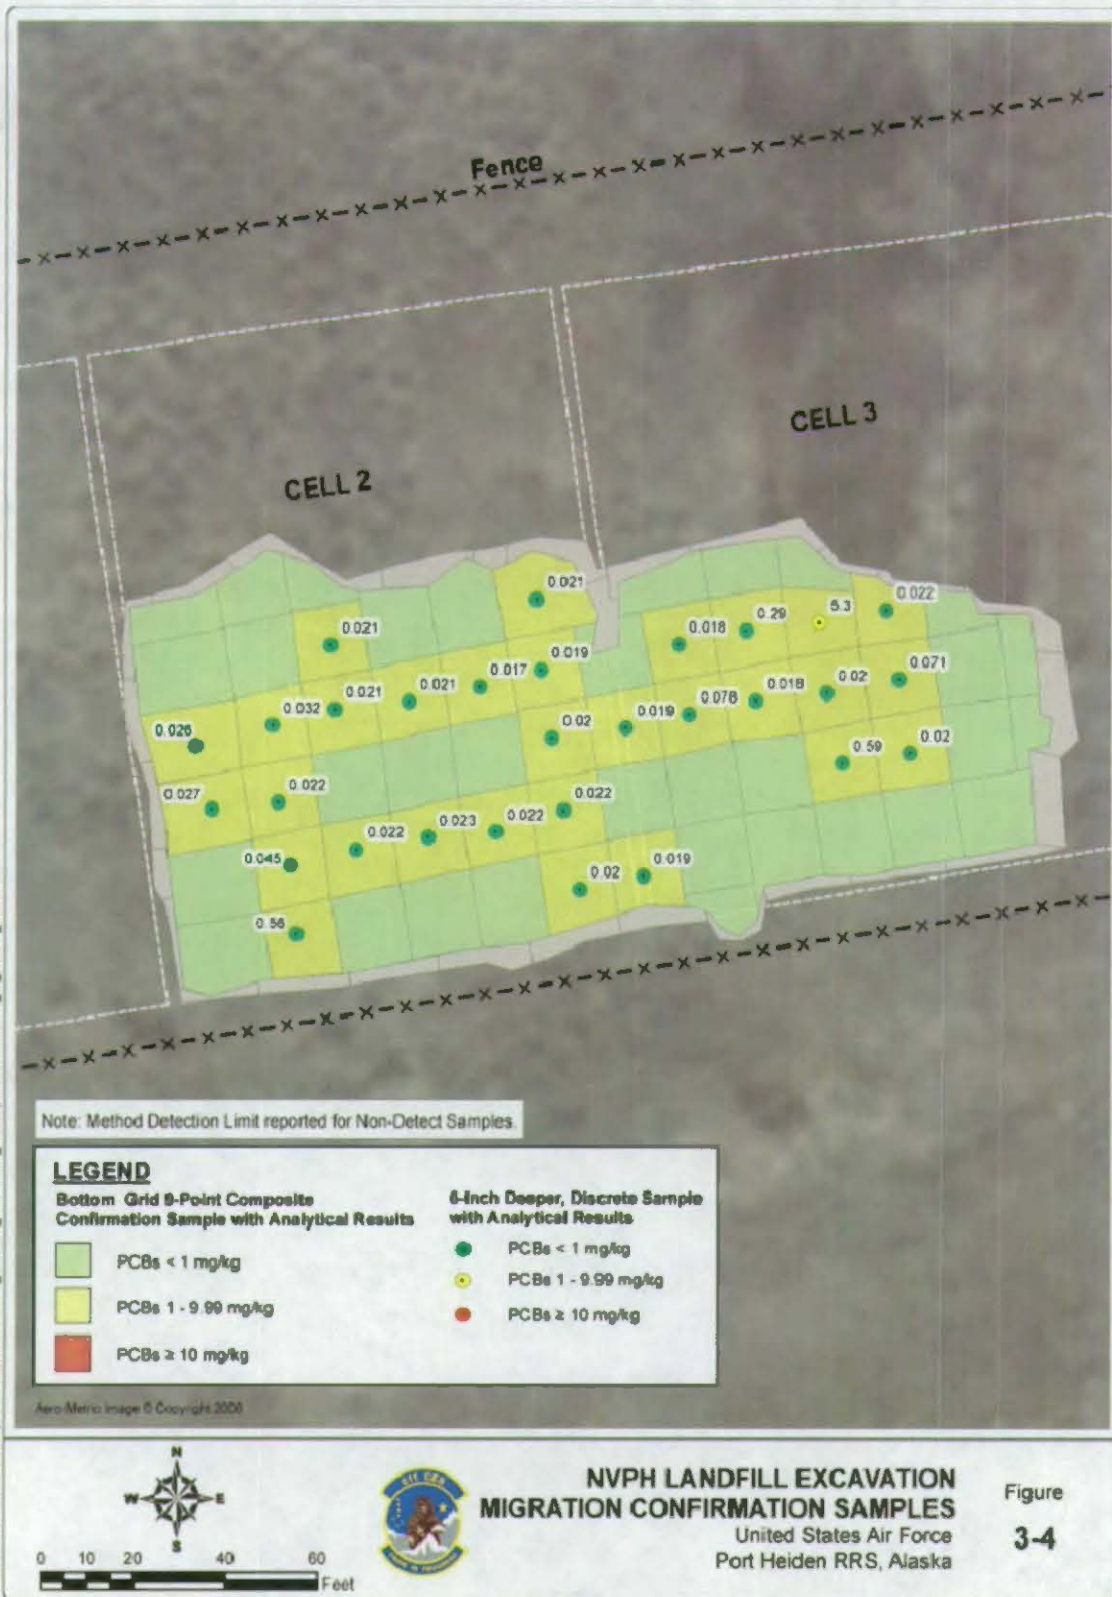 Fence
CELL 3
CELL 2
0.021
0.022
5.3
0.29
0.018
0.021
0.019
0.071
0.017
0.02
0.021
0.018
0.021
0.078
0.032
0.019
0.02
0.026
0.02
0.59
0.022
0.027
0.022
0.022
0.023
0.022
0.045
0.019
0.02
0.56
Note: Method Detection Limit reported for Non-Detect Samples.
LEGEND
Bottom Grid 9-Point Composite
Confirmation Sample with Analytical Results
PCBs < 1 mg/kg
PCBs 1 - 9.99 mg/kg
PCBs ≥ 10 mg/kg
6-Inch Deeper, Discrete Sample
with Analytical Results
PCBs < 1 mg/kg
PCBs 1 - 9.99 mg/kg
PCBs ≥ 10 mg/kg
Aero-Metric Image © Copyright
N
W E
S
0 10 20 40 60
Feet
NVPH LANDFILL EXCAVATION
MIGRATION CONFIRMATION SAMPLES
United States Air Force
Port Heiden RRS, Alaska
Figure
3-4